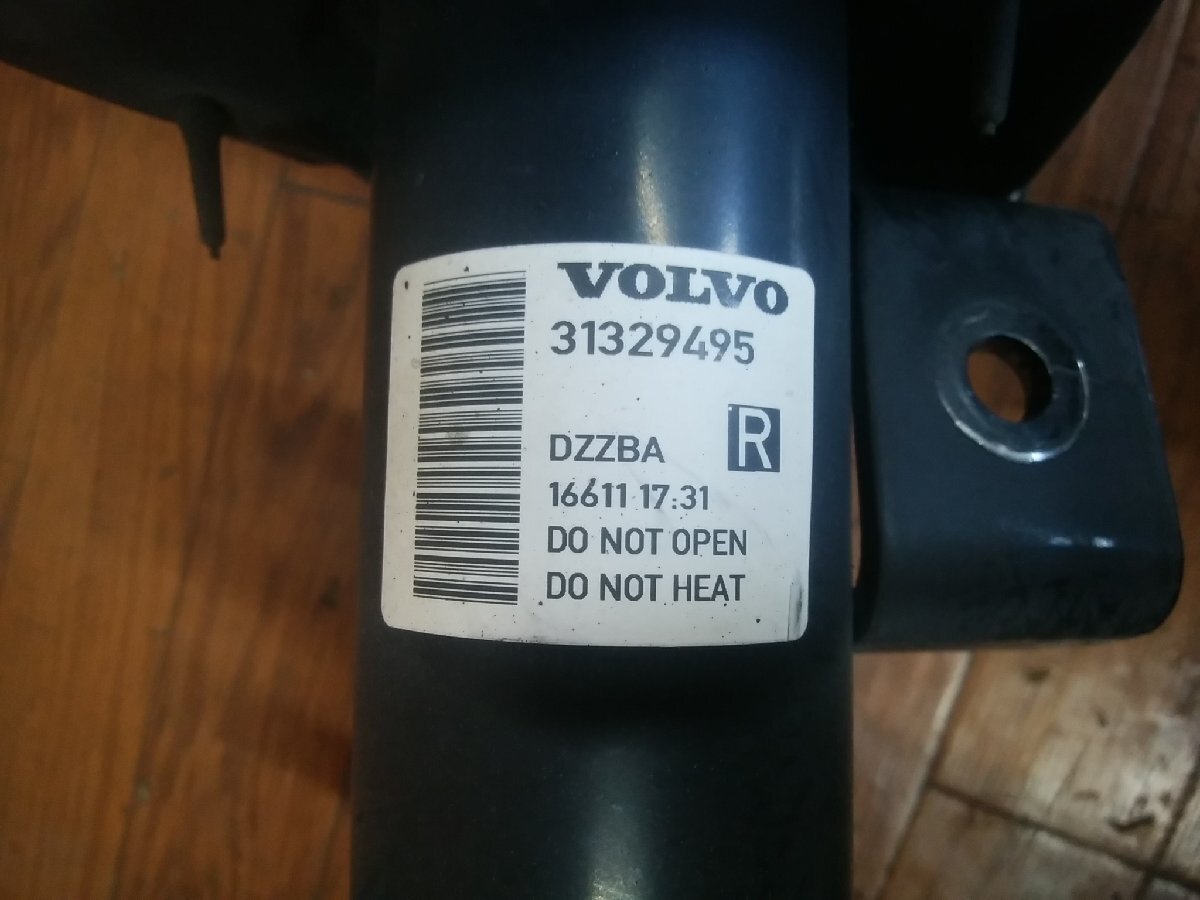 VOLVO
31329495
R
DZZBA
16611 17:31
DO NOT OPEN
DO NOT HEAT